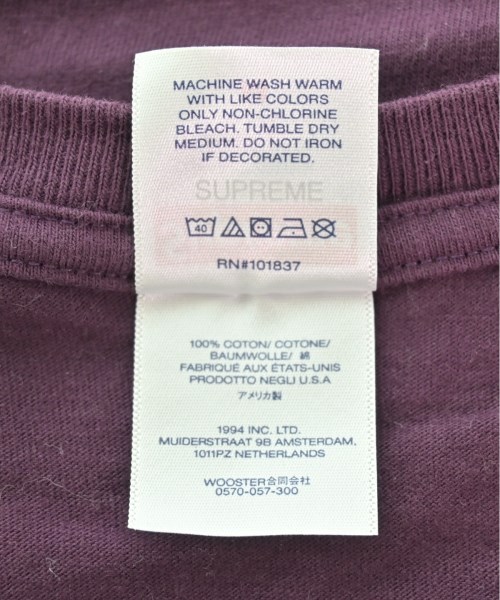 MACHINE WASH WARM
WITH LIKE COLORS
ONLY NON-CHLORINE
BLEACH. TUMBLE DRY
MEDIUM. DO NOT IRON
IF DECORATED.
SUPREME
40
RN#101837
100% COTON/ COTONE/
BAUMWOLLE/ 綿
FABRIQUÉ AUX ÉTATS-UNIS
PRODOTTO NEGLI U.S.A
アメリカ製
1994 INC. LTD.
MUIDERSTRAAT 9B AMSTERDAM,
1011PZ NETHERLANDS
WOOSTER合同会社
0570-057-300